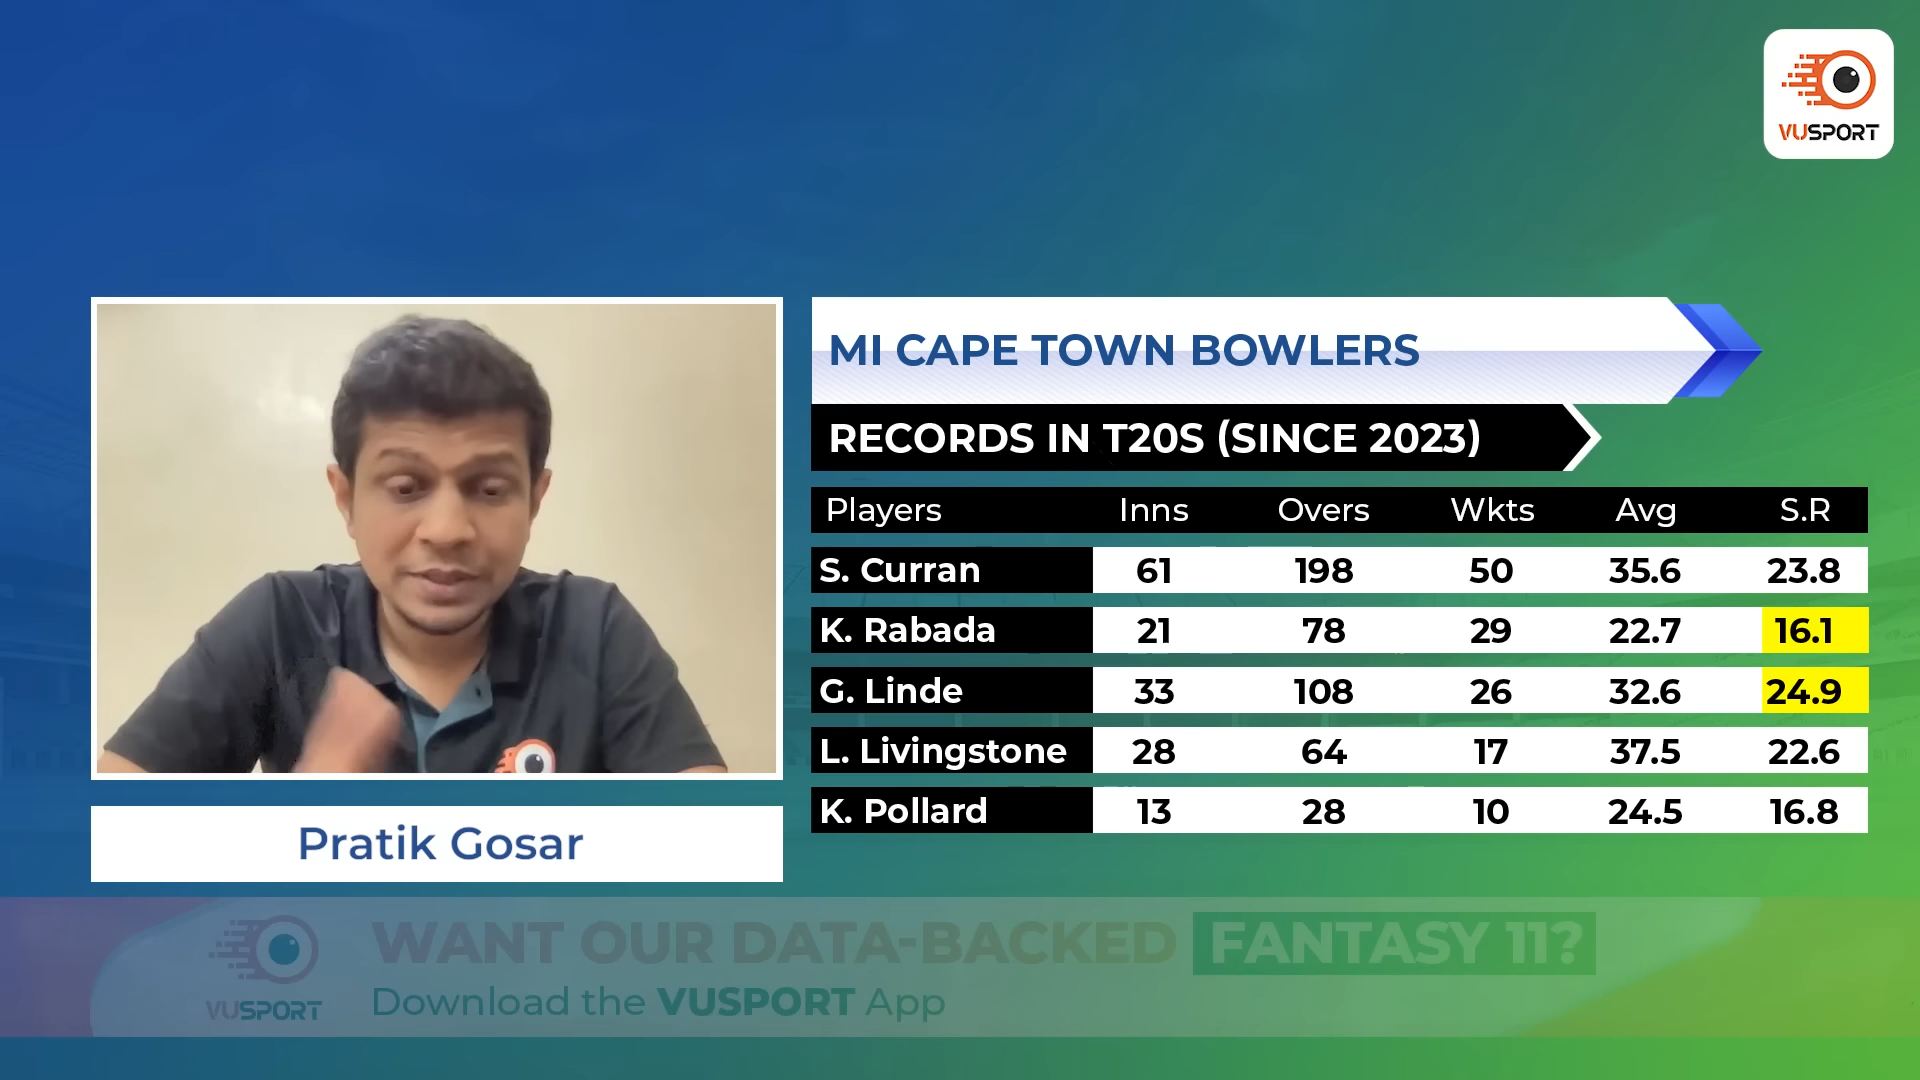 VUSPORT
MI CAPE TOWN BOWLERS
RECORDS IN T20S (SINCE 2023)
Players Inns Overs Wkts Avg S.R
S. Curran 61 198 50 35.6 23.8
K. Rabada 21 78 29 22.7 16.1
G. Linde 33 108 26 32.6 24.9
L. Livingstone 28 64 17 37.5 22.6
K. Pollard 13 28 10 24.5 16.8
Pratik Gosar
WANT OUR DATA-BACKED FANTASY 11?
Download the VUSPORT App
VUSPORT